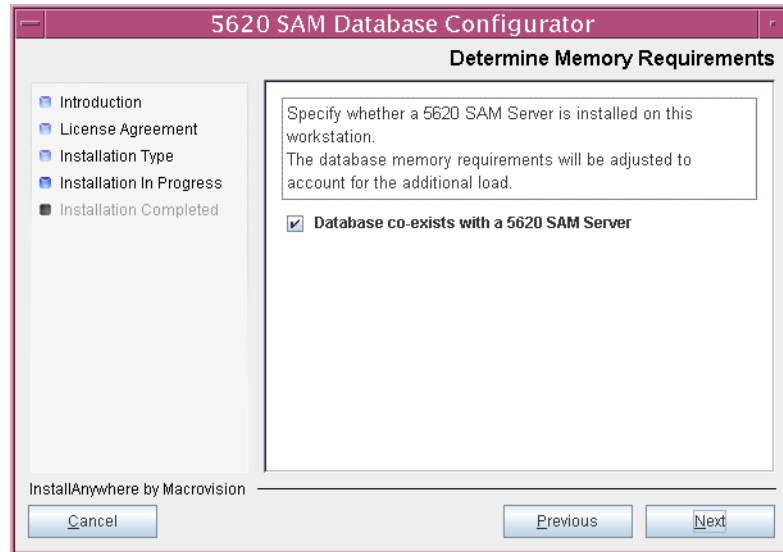 5620 SAM Database Configurator
Determine Memory Requirements
Introduction
License Agreement
Installation Type
Installation In Progress
Installation Completed
Specify whether a 5620 SAM Server is installed on this
workstation.
The database memory requirements will be adjusted to
account for the additional load.
Database co-exists with a 5620 SAM Server
InstallAnywhere by Macrovision
Cancel
Previous
Next